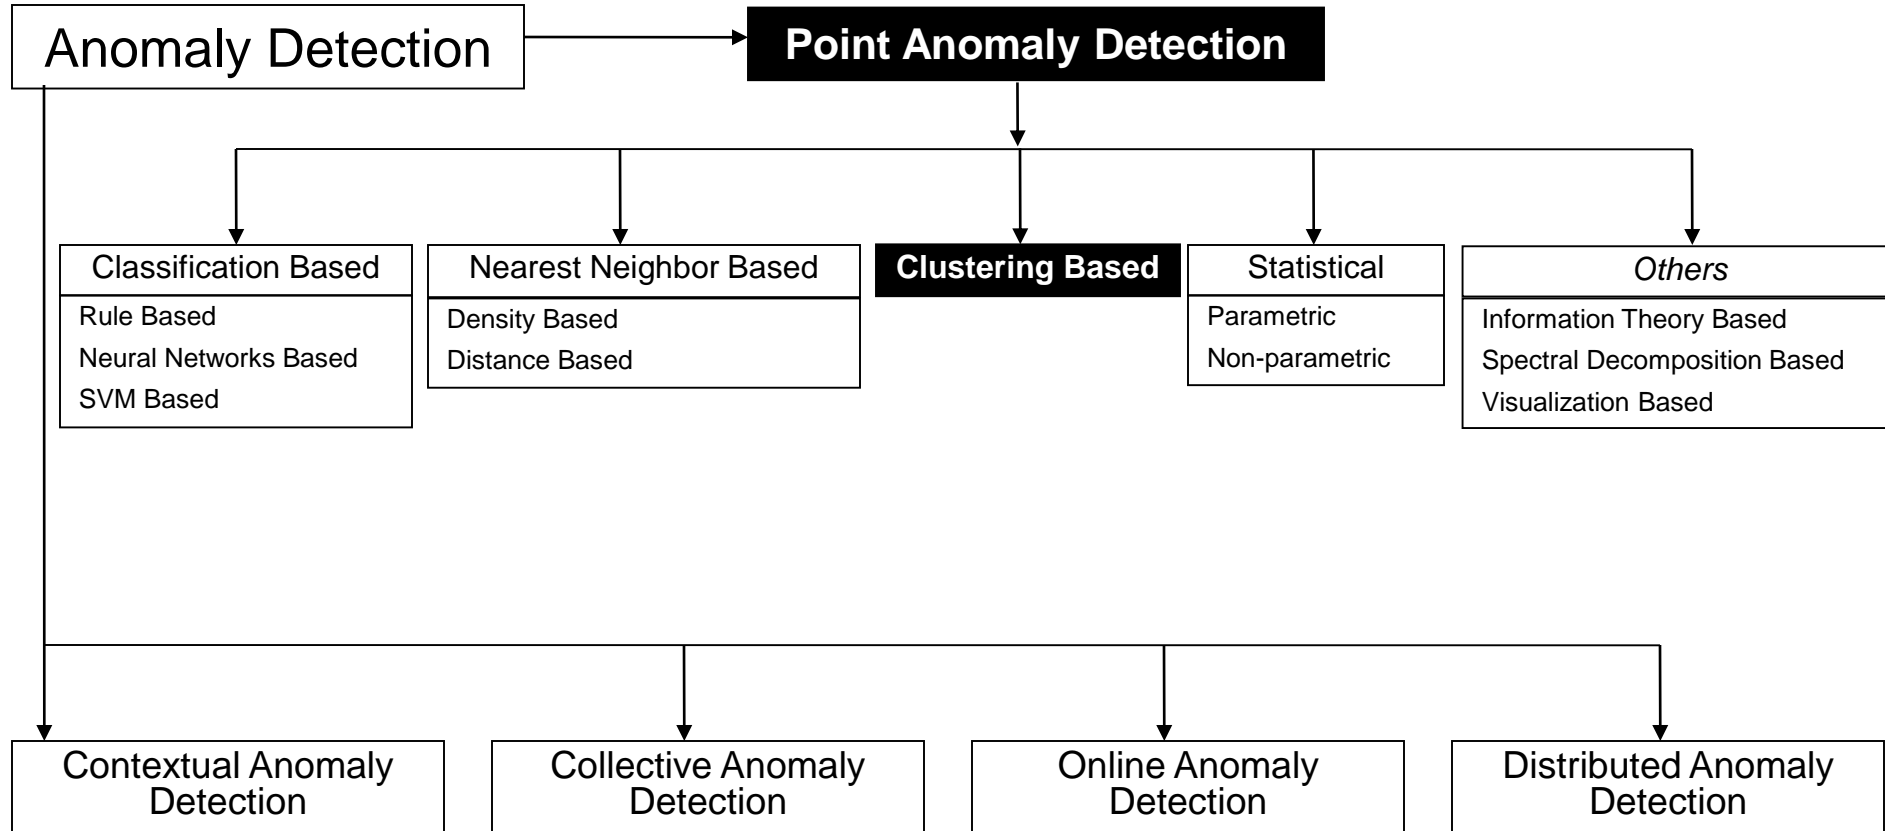 Anomaly Detection
Point Anomaly Detection
Classification Based
Rule Based
Neural Networks Based
SVM Based
Nearest Neighbor Based
Density Based
Distance Based
Clustering Based
Statistical
Parametric
Non-parametric
Others
Information Theory Based
Spectral Decomposition Based
Visualization Based
Contextual Anomaly
Detection
Collective Anomaly
Detection
Online Anomaly
Detection
Distributed Anomaly
Detection